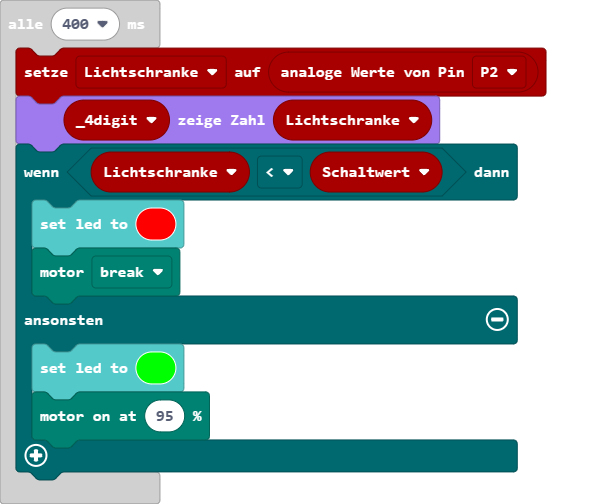 alle 400 ms
setze Lichtschranke auf analoge Werte von Pin P2
_4digit zeige Zahl Lichtschranke
wenn Lichtschranke < Schaltwert dann
set led to
motor break
ansonsten
set led to
motor on at 95 %